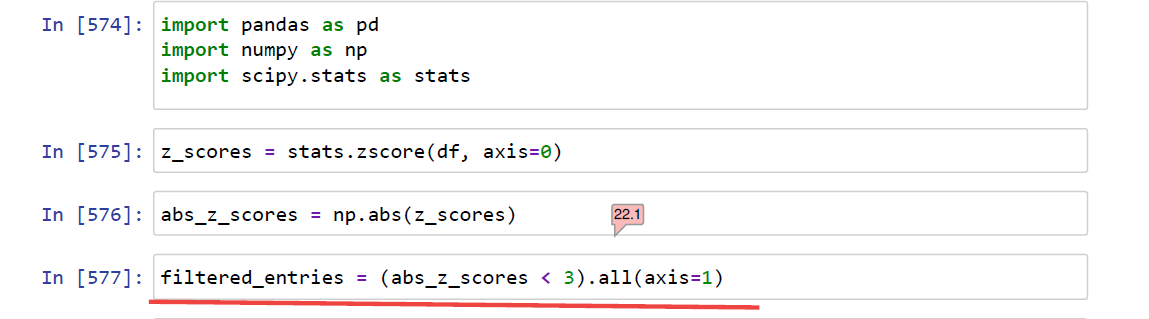 In [574]: import pandas as pd
import numpy as np
import scipy.stats as stats
In [575]: z_scores = stats.zscore(df, axis=0)
In [576]: abs_z_scores = np.abs(z_scores)
22.1
In [577]: filtered_entries = (abs_z_scores < 3).all(axis=1)